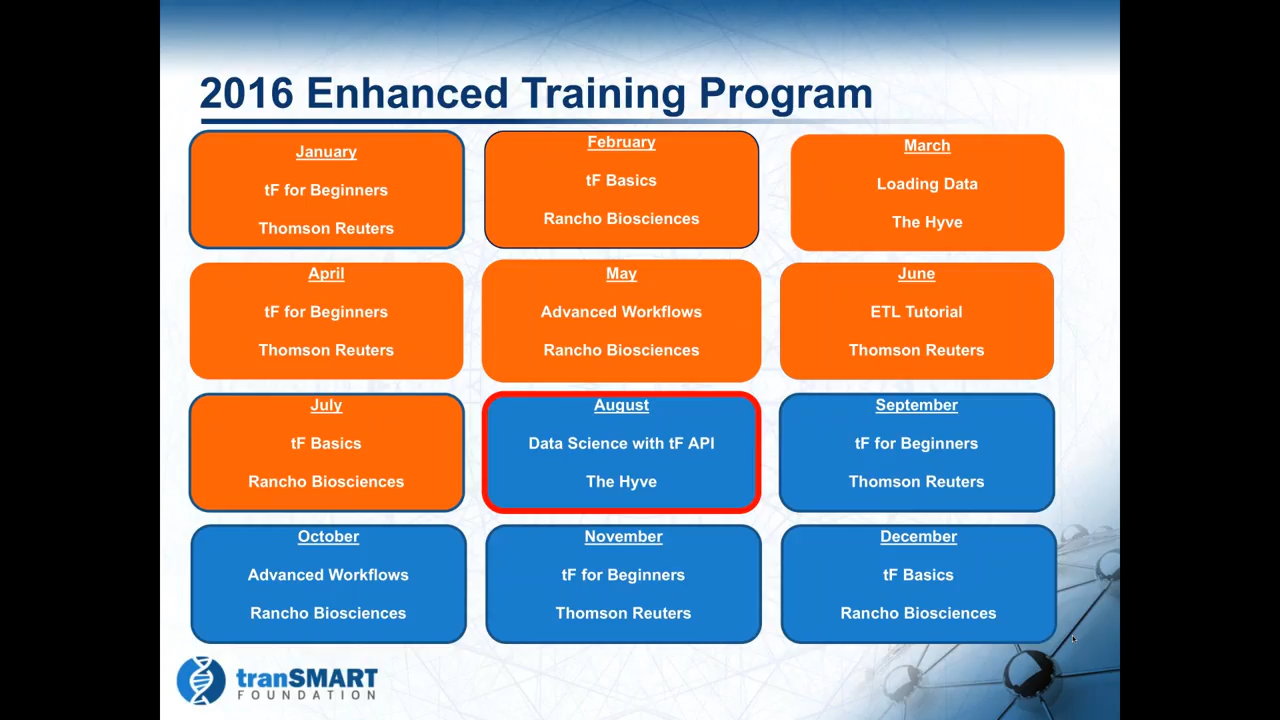 2016 Enhanced Training Program
January
tF for Beginners
Thomson Reuters
February
tF Basics
Rancho Biosciences
March
Loading Data
The Hyve
April
tF for Beginners
Thomson Reuters
May
Advanced Workflows
Rancho Biosciences
June
ETL Tutorial
Thomson Reuters
July
tF Basics
Rancho Biosciences
August
Data Science with tF API
The Hyve
September
tF for Beginners
Thomson Reuters
October
Advanced Workflows
Rancho Biosciences
November
tF for Beginners
Thomson Reuters
December
tF Basics
Rancho Biosciences
tranSMART
FOUNDATION